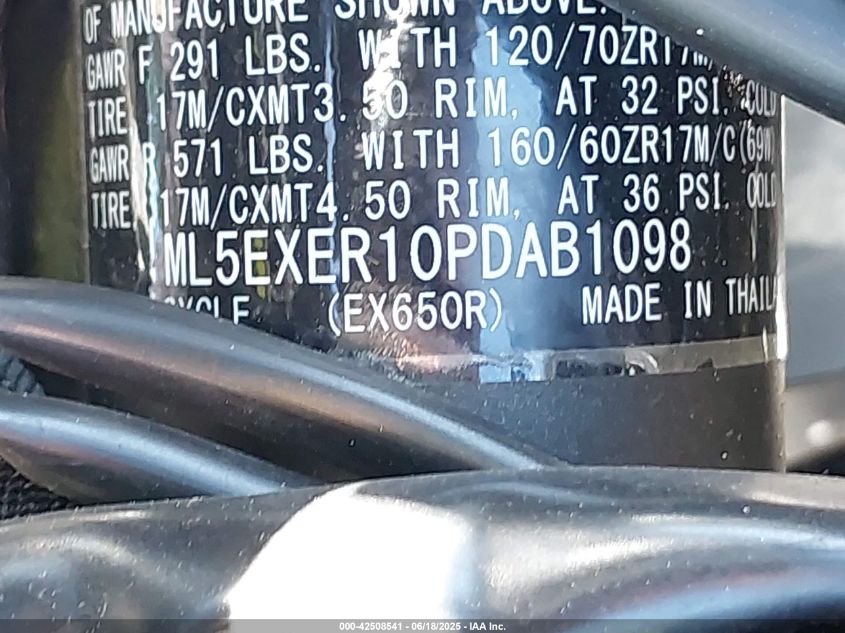 OF MANUFACTURE SHOWN ABOVE.
GAWR F 291 LBS. WITH 120/70ZR17M/
TIRE 17M/CXMT3.50 RIM, AT 32 PSI. COLD
GAWR R 571 LBS. WITH 160/60ZR17M/C(69W)
TIRE 17M/CXMT4.50 RIM, AT 36 PSI. COLD
ML5EXER10PDAB1098
(EX650R) MADE IN THAILA
000-42508541 - 06/18/2025 - IAA Inc.